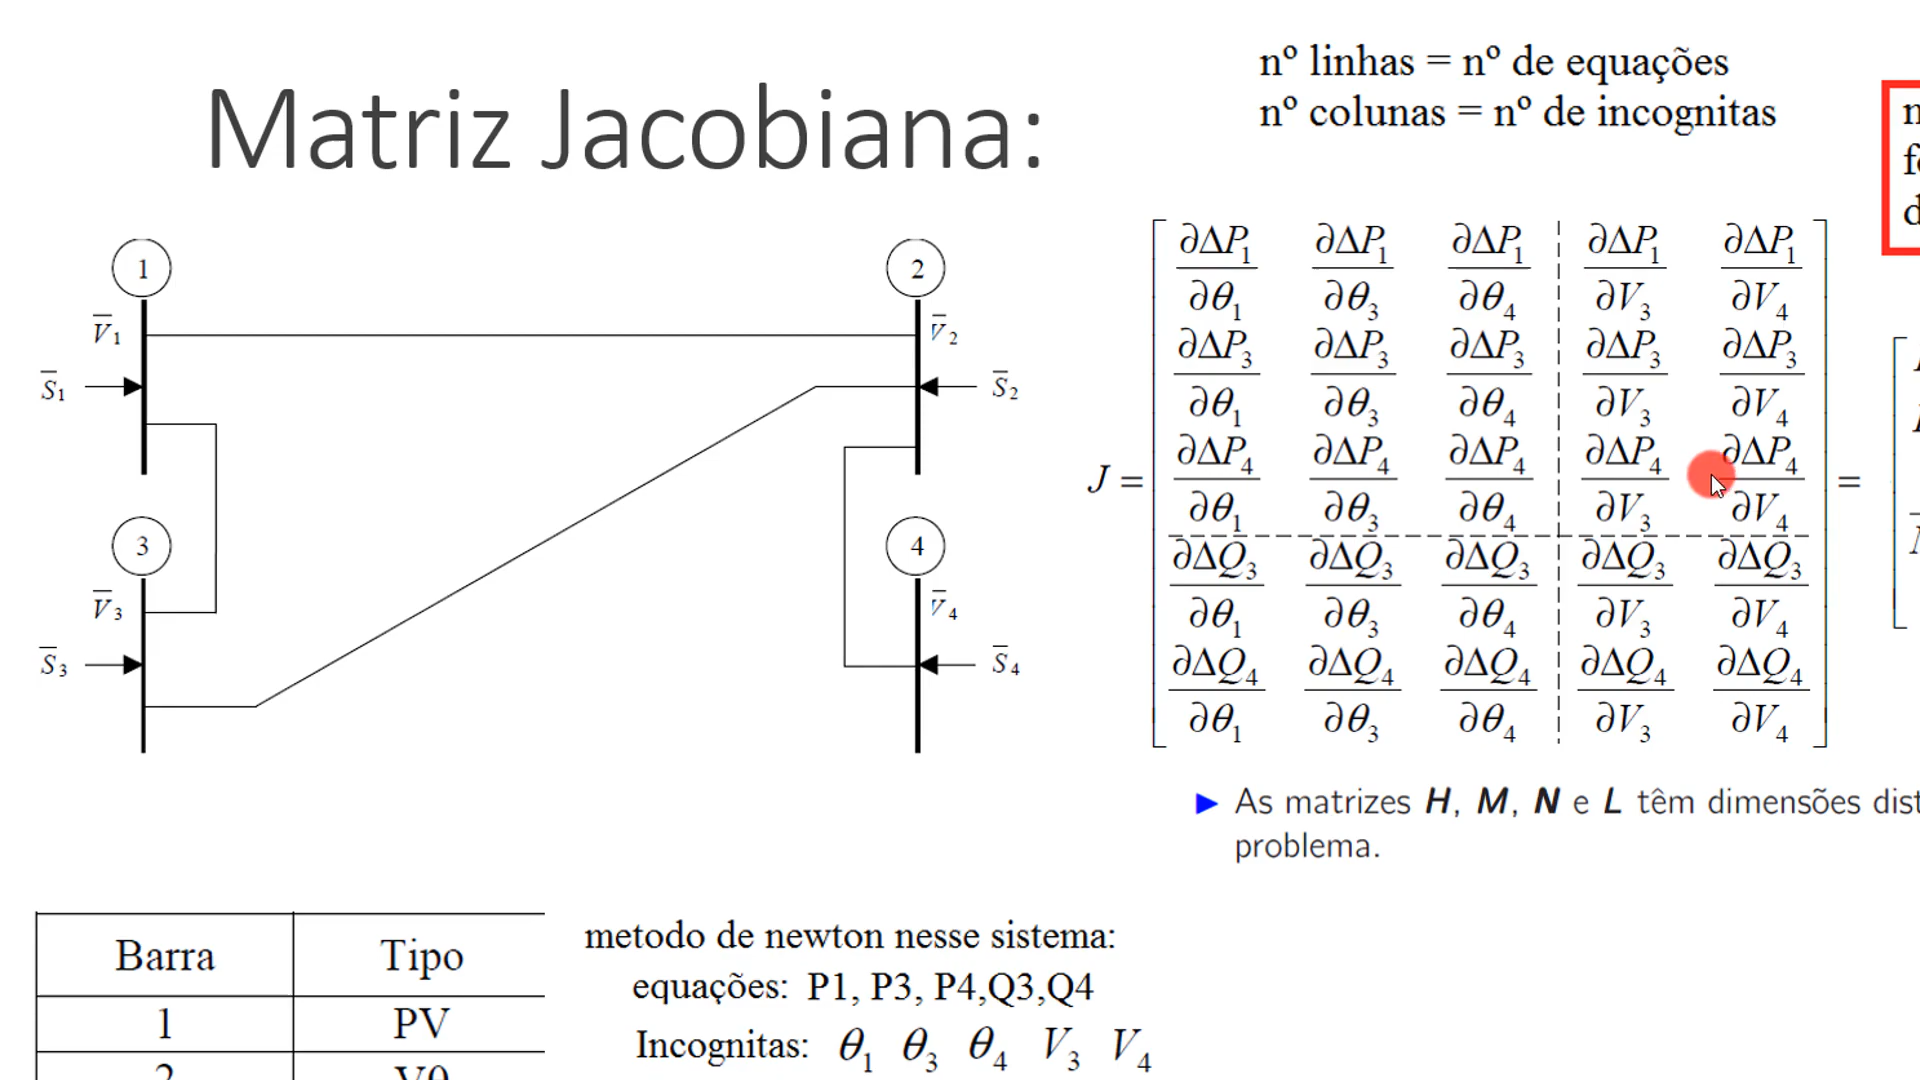 Matriz Jacobiana:
nº linhas = nº de equações
nº colunas = nº de incognitas
1
2
V̅1
V̅2
S̅1
S̅2
3
4
V̅3
V̅4
S̅3
S̅4
J =
∂ΔP1/∂θ1 ∂ΔP1/∂θ3 ∂ΔP1/∂θ4 ∂ΔP1/∂V3 ∂ΔP1/∂V4
∂ΔP3/∂θ1 ∂ΔP3/∂θ3 ∂ΔP3/∂θ4 ∂ΔP3/∂V3 ∂ΔP3/∂V4
∂ΔP4/∂θ1 ∂ΔP4/∂θ3 ∂ΔP4/∂θ4 ∂ΔP4/∂V3 ∂ΔP4/∂V4
∂ΔQ3/∂θ1 ∂ΔQ3/∂θ3 ∂ΔQ3/∂θ4 ∂ΔQ3/∂V3 ∂ΔQ3/∂V4
∂ΔQ4/∂θ1 ∂ΔQ4/∂θ3 ∂ΔQ4/∂θ4 ∂ΔQ4/∂V3 ∂ΔQ4/∂V4
=
▶ As matrizes H, M, N e L têm dimensões
problema.
Barra Tipo
1 PV
2 Vθ
metodo de newton nesse sistema:
equações: P1, P3, P4,Q3,Q4
Incognitas: θ1 θ3 θ4 V3 V4